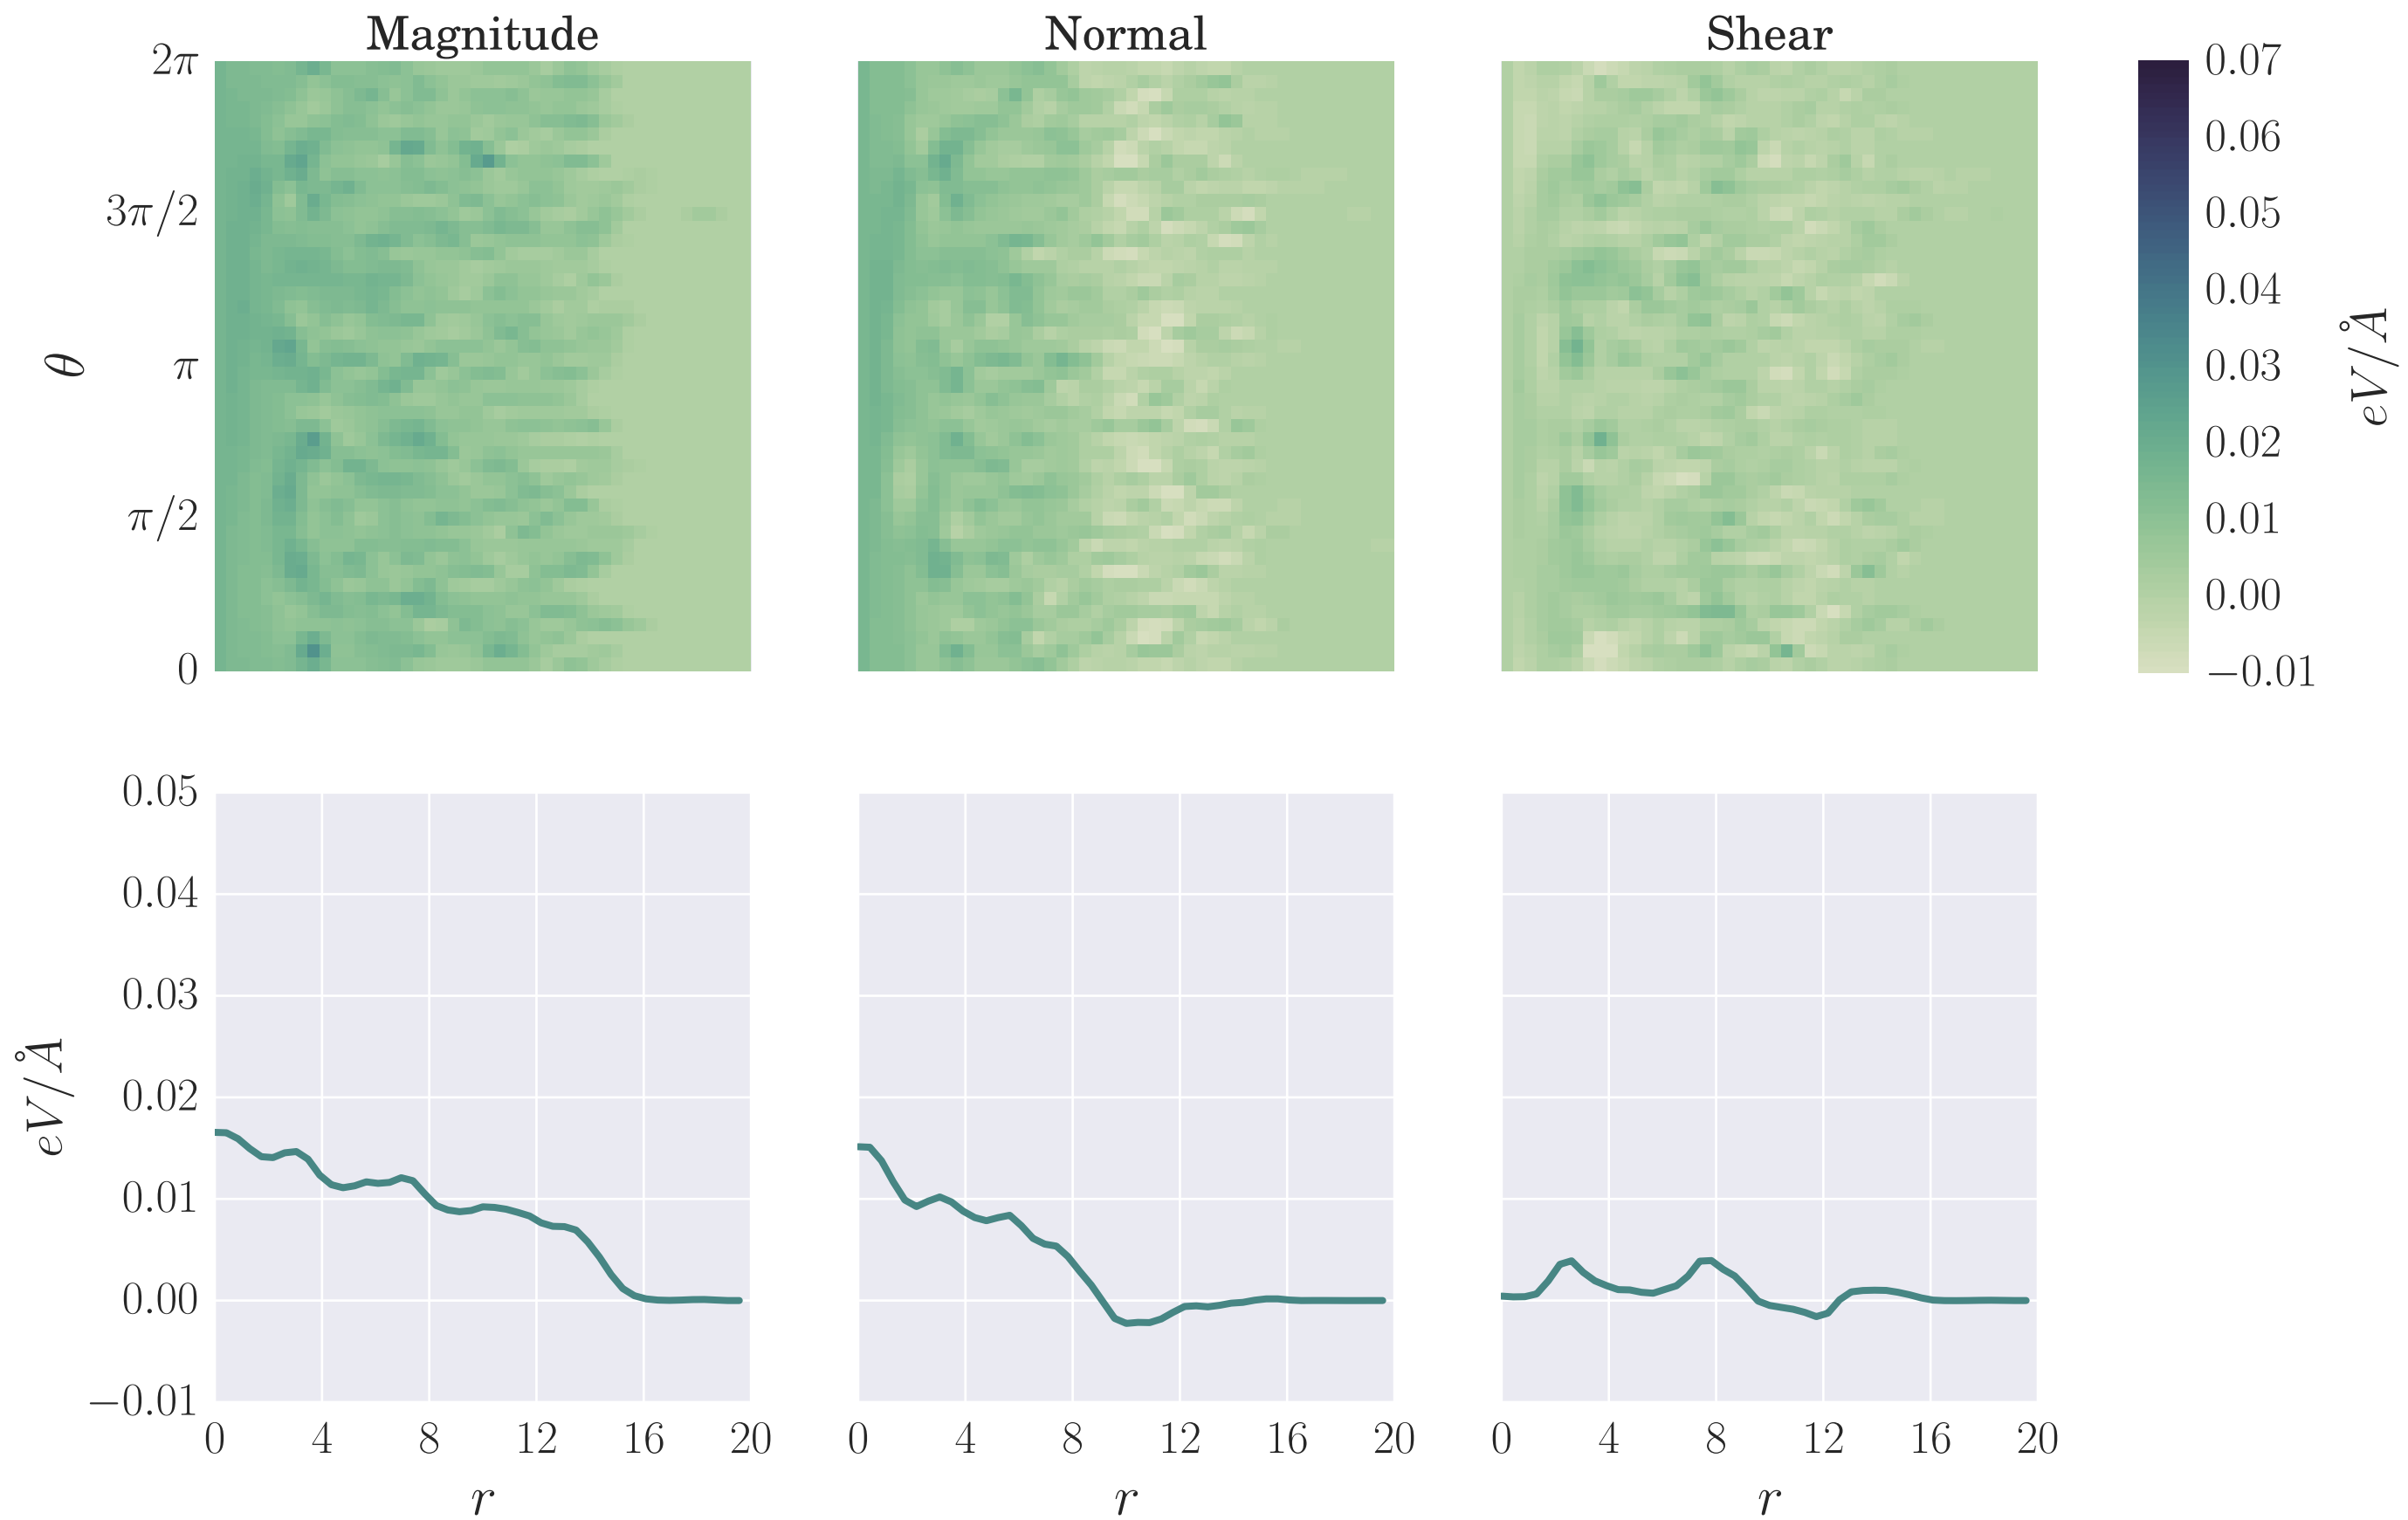 Magnitude Normal Shear
2π
3π/2
π
π/2
0
θ
0.07
0.06
0.05
0.04
0.03
0.02
0.01
0.00
−0.01
eV/Å
0.05
0.04
0.03
0.02
0.01
0.00
−0.01
eV/Å
0 4 8 12 16 20 0 4 8 12 16 20 0 4 8 12 16 20
r r r